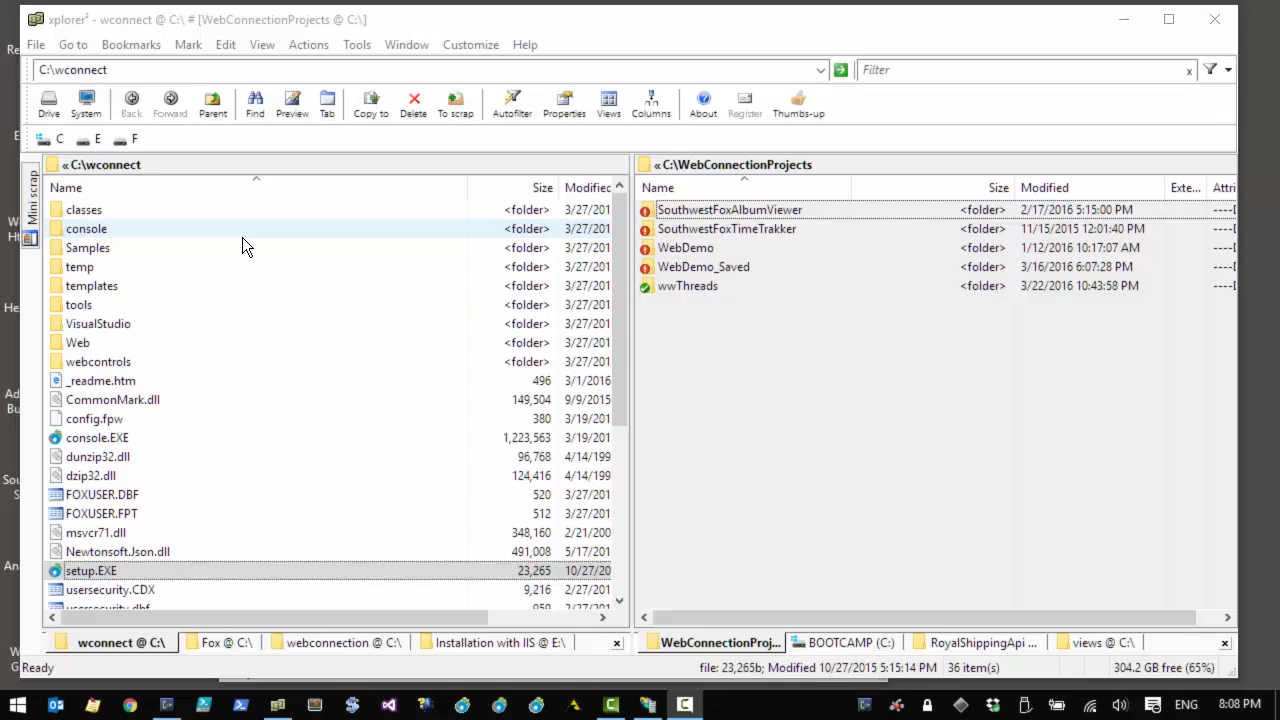 xplorer² - wconnect @ C:\ # [WebConnectionProjects @ C:\]
File Go to Bookmarks Mark Edit View Actions Tools Window Customize Help
C:\wconnect Filter x
Drive System Back Forward Parent Find Preview Tab Copy to Delete To scrap Autofilter Properties Views Columns About Register Thumbs-up
C E F
Mini scrap
« C:\wconnect
Name Size Modified
classes <folder> 3/27/201
console <folder> 3/27/201
Samples <folder> 3/27/201
temp <folder> 3/27/201
templates <folder> 3/27/201
tools <folder> 3/27/201
VisualStudio <folder> 3/27/201
Web <folder> 3/27/201
webcontrols <folder> 3/27/201
_readme.htm 496 3/1/2016
CommonMark.dll 149,504 9/9/2015
config.fpw 380 3/19/201
console.EXE 1,223,563 3/19/201
dunzip32.dll 96,768 4/14/199
dzip32.dll 124,416 4/14/199
FOXUSER.DBF 520 3/27/201
FOXUSER.FPT 512 3/27/201
msvcr71.dll 348,160 2/21/200
Newtonsoft.Json.dll 491,008 5/17/201
setup.EXE 23,265 10/27/20
usersecurity.CDX 9,216 2/27/201
usersecurity.dbf 959 2/27/201
« C:\WebConnectionProjects
Name Size Modified Exte... Attri
SouthwestFoxAlbumViewer <folder> 2/17/2016 5:15:00 PM ----D
SouthwestFoxTimeTrakker <folder> 11/15/2015 12:01:40 PM ----D
WebDemo <folder> 1/12/2016 10:17:07 AM ----D
WebDemo_Saved <folder> 3/16/2016 6:07:28 PM ----D
wwThreads <folder> 3/22/2016 10:43:58 PM ----D
wconnect @ C:\ Fox @ C:\ webconnection @ C:\ Installation with IIS @ E:\ x
WebConnectionProj... BOOTCAMP (C:) RoyalShippingApi ... views @ C:\ x
Ready file: 23,265b; Modified 10/27/2015 5:15:14 PM 36 item(s) 304.2 GB free (65%)
ENG 8:08 PM